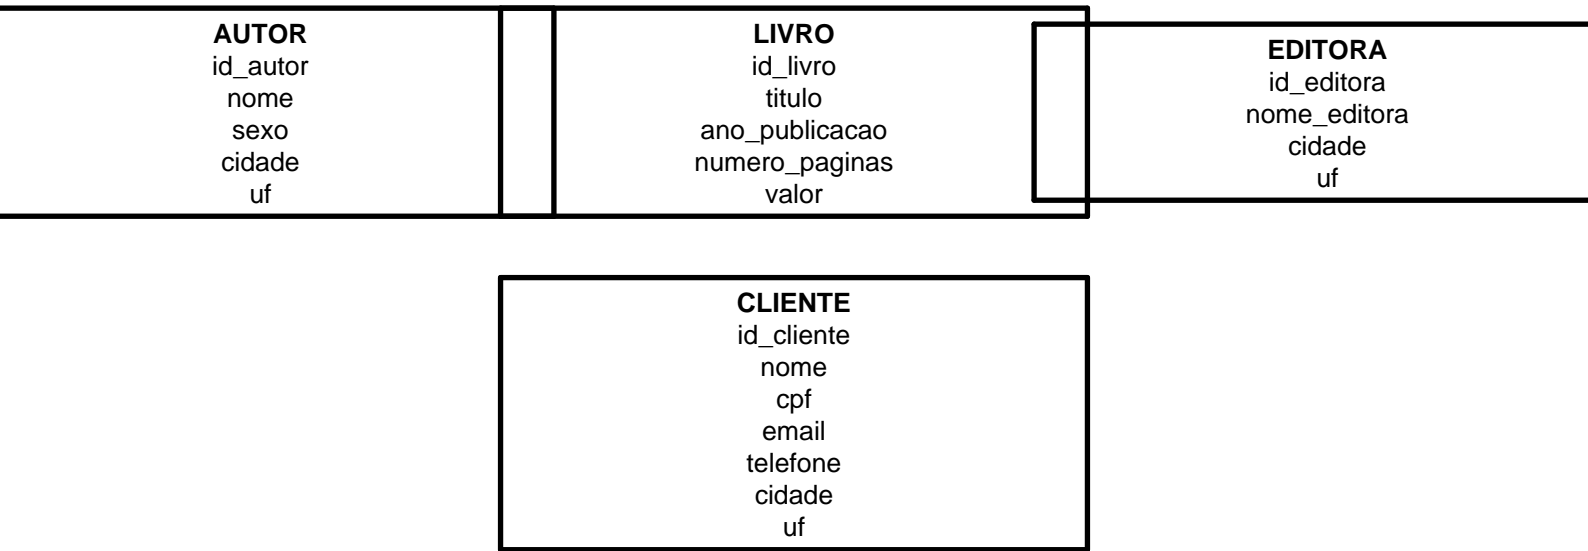 AUTOR
id_autor
nome
sexo
cidade
uf
LIVRO
id_livro
titulo
ano_publicacao
numero_paginas
valor
EDITORA
id_editora
nome_editora
cidade
uf
CLIENTE
id_cliente
nome
cpf
email
telefone
cidade
uf